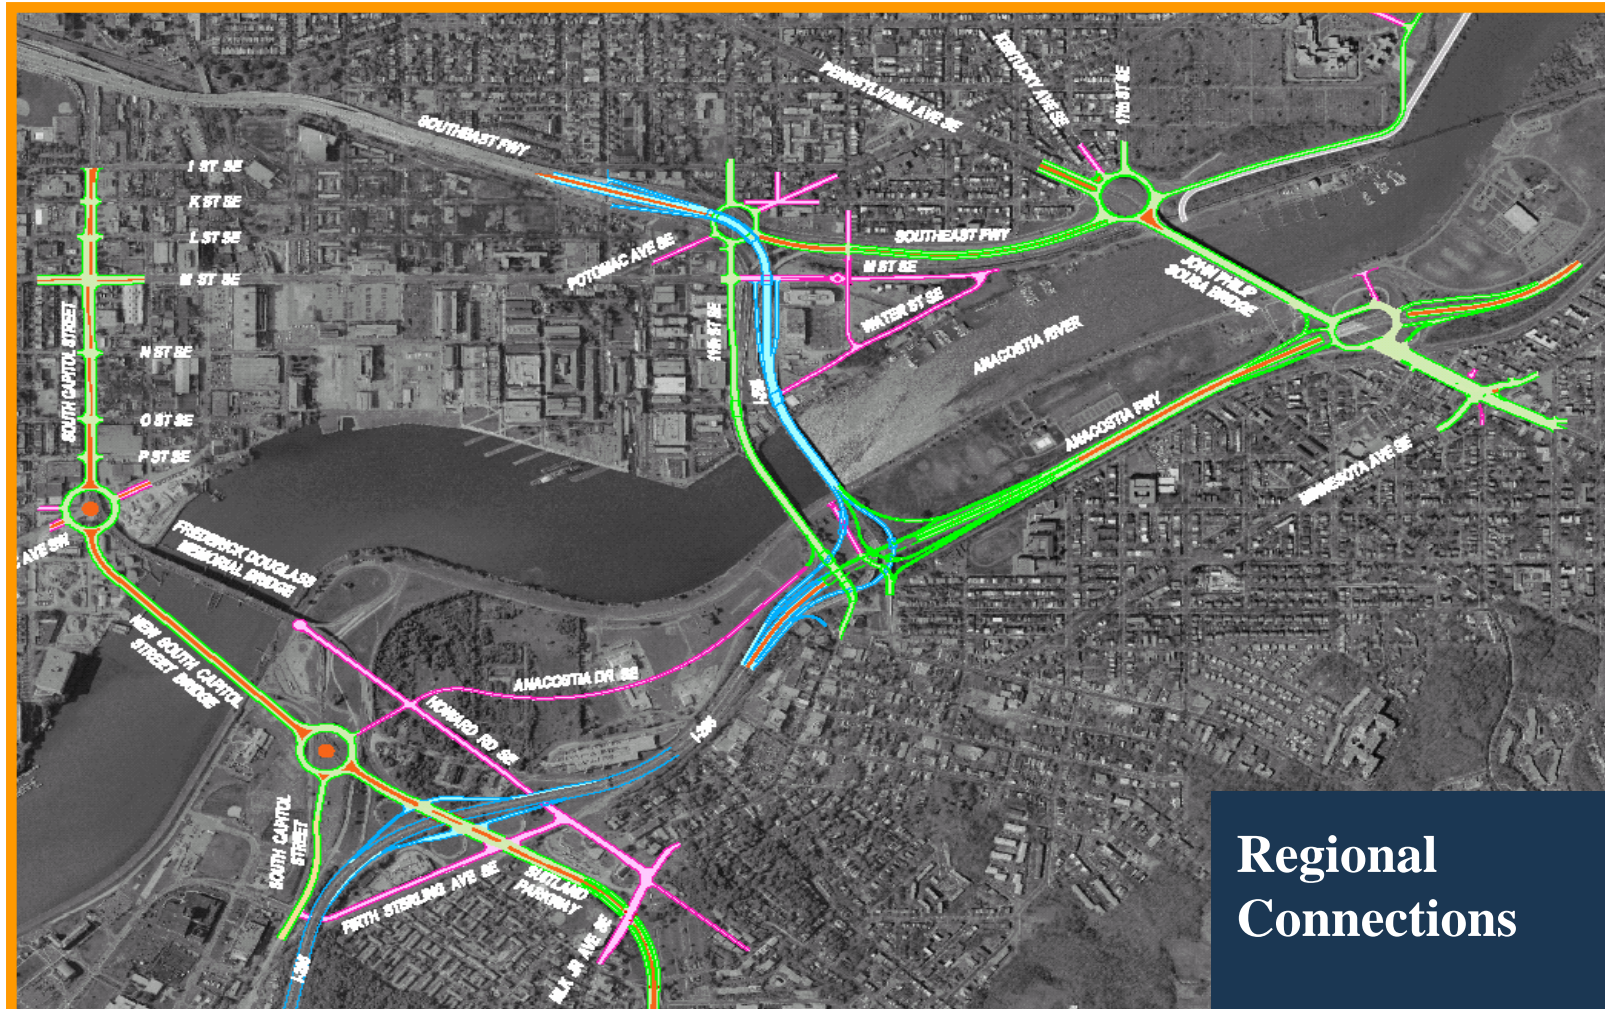 KENTUCKY AVE SE
PENNSYLVANIA AVE SE
17th ST SE
SOUTHEAST FWY
I ST SE
K ST SE
L ST SE
M ST SE
N ST SE
O ST SE
P ST SE
SOUTH CAPITOL STREET
POTOMAC AVE SE
SOUTHEAST FWY
M ST SE
WATER ST SE
11th ST SE
JOHN PHILIP
SOUSA BRIDGE
ANACOSTIA RIVER
ANACOSTIA FWY
MINNESOTA AVE SE
AVE SW
FREDERICK DOUGLASS
MEMORIAL BRIDGE
NEW SOUTH CAPITOL
STREET BRIDGE
ANACOSTIA DR SE
HOWARD RD SE
I-295
SOUTH CAPITOL
STREET
FIRTH STERLING AVE SE
SUITLAND
PARKWAY
MLK JR AVE SE
I-295
Regional
Connections